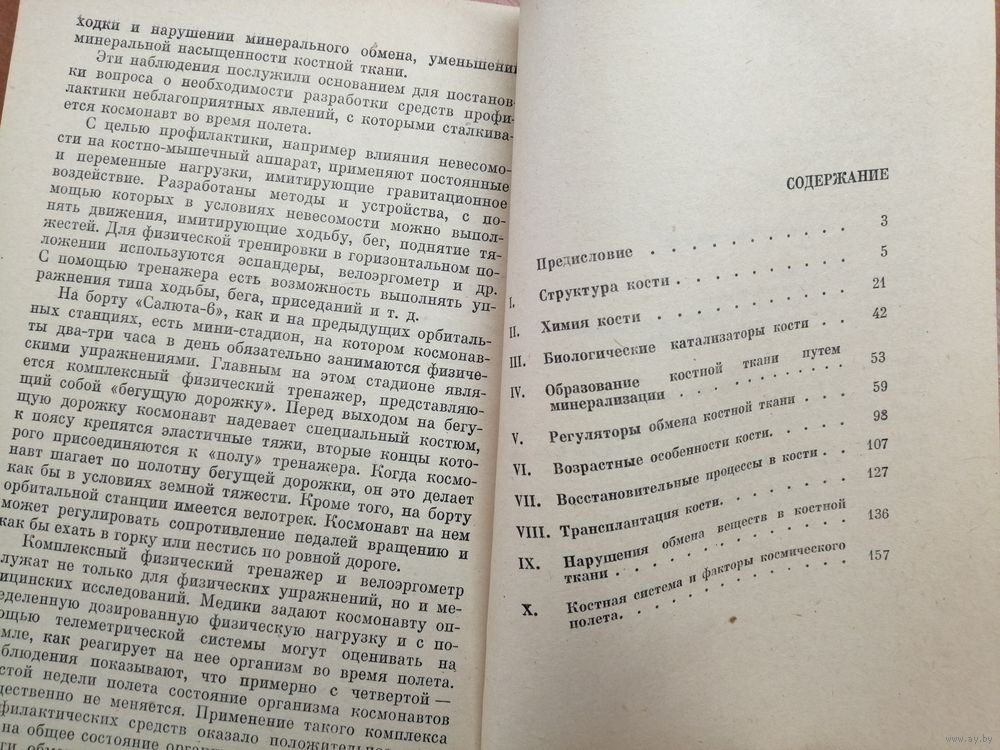 ходки и нарушении минерального обмена, уменьшении
минеральной насыщенности костной ткани.
Эти наблюдения послужили основанием для постанов-
ки вопроса о необходимости разработки средств профи-
лактики неблагоприятных явлений, с которыми сталкива-
ется космонавт во время полета.
С целью профилактики, например влияния невесомо-
сти на костно-мышечный аппарат, применяют постоянные
и переменные нагрузки, имитирующие гравитационное
воздействие. Разработаны методы и устройства, с по-
мощью которых в условиях невесомости можно выпол-
нять движения, имитирующие ходьбу, бег, поднятие тя-
жестей. Для физической тренировки в горизонтальном по-
ложении используются эспандеры, велоэргометр и др.
С помощью тренажера есть возможность выполнять уп-
ражнения типа ходьбы, бега, приседаний и т. д.
На борту «Салюта-6», как и на предыдущих орбиталь-
ных станциях, есть мини-стадион, на котором космонав-
ты два-три часа в день обязательно занимаются физиче-
скими упражнениями. Главным на этом стадионе явля-
ется комплексный физический тренажер, представляю-
щий собой «бегущую дорожку». Перед выходом на бегу-
щую дорожку космонавт надевает специальный костюм,
к поясу крепятся эластичные тяжи, вторые концы кото-
рого присоединяются к «полу» тренажера. Когда космо-
навт шагает по полотну бегущей дорожки, он это делает
как бы в условиях земной тяжести. Кроме того, на борту
орбитальной станции имеется велотрек. Космонавт на нем
может регулировать сопротивление педалей вращению и
как бы ехать в горку или нестись по ровной дороге.
Комплексный физический тренажер и велоэргометр
лужат не только для физических упражнений, но и ме-
ицинских исследований. Медики задают космонавту оп-
еделенную дозированную физическую нагрузку и с по-
ощью телеметрической системы могут оценивать на
мле, как реагирует на нее организм во время полета.
блюдения показывают, что примерно с четвертой —
стой недели полета состояние организма космонавтов
щественно не меняется. Применение такого комплекса
филактических средств оказало положительно
на общее состояние орган
СОДЕРЖАНИЕ
Предисловие . . . . . . . . . . . 3
I. Структура кости . . . . . . . . . . 5
II. Химия кости . . . . . . . . . . 21
III. Биологические катализаторы кости . . 42
IV. Образование костной ткани путем
минерализации . . . . . . . . . 53
V. Регуляторы обмена костной ткани . . . 59
VI. Возрастные особенности кости. . . . . 98
VII. Восстановительные процессы в кости . . 107
VIII. Трансплантация кости. . . . . . . 127
IX. Нарушения обмена веществ в костной
ткани . . . . . . . . . . . 136
X. Костная система и факторы космического
полета. . . . . . . . . . . 157
www.ay.by